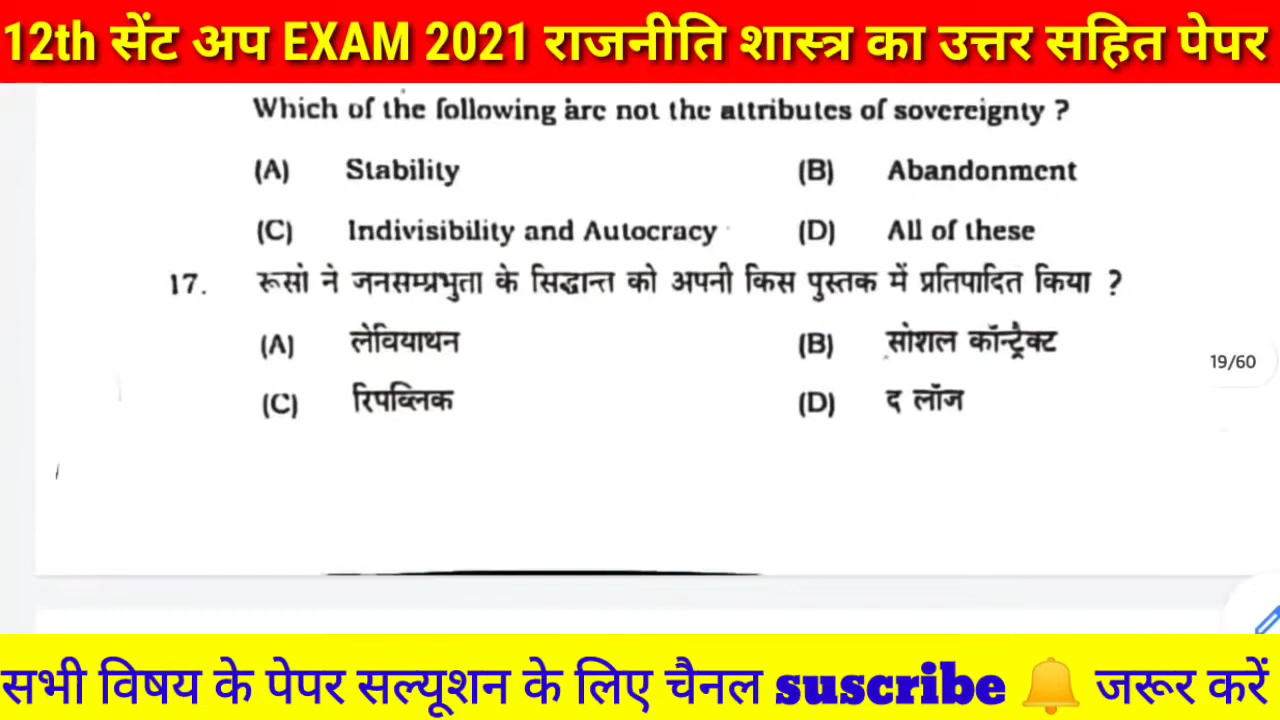 12th सेंट अप EXAM 2021 राजनीति शास्त्र का उत्तर सहित पेपर
Which of the following are not the attributes of sovereignty ?
(A) Stability (B) Abandonment
(C) Indivisibility and Autocracy (D) All of these
17. रूसो ने जनसम्प्रभुता के सिद्धान्त को अपनी किस पुस्तक में प्रतिपादित किया ?
(A) लेवियाथन (B) सोशल कॉन्ट्रैक्ट
19/60
(C) रिपब्लिक (D) द लॉज
सभी विषय के पेपर सल्यूशन के लिए चैनल suscribe 🔔 जरूर करें